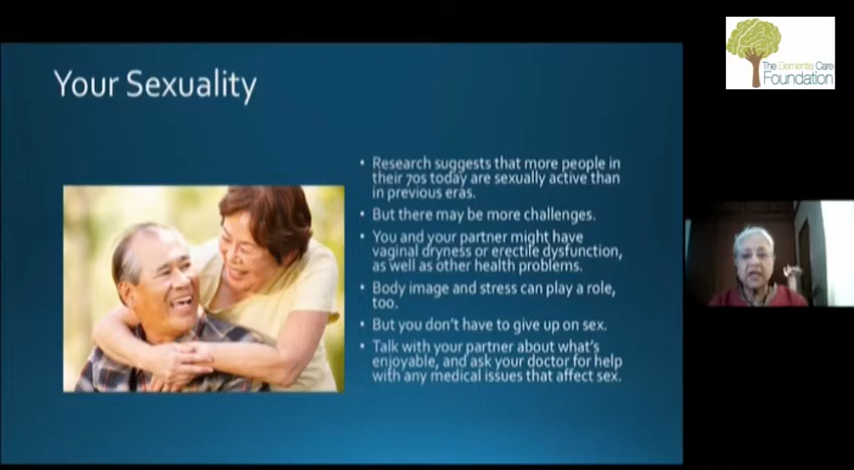 Your Sexuality
• Research suggests that more people in
their 70s today are sexually active than
in previous eras.
• But there may be more challenges.
• You and your partner might have
vaginal dryness or erectile dysfunction,
as well as other health problems.
• Body image and stress can play a role,
too.
• But you don't have to give up on sex.
• Talk with your partner about what's
enjoyable, and ask your doctor for help
with any medical issues that affect sex.
The Dementia Care
Foundation